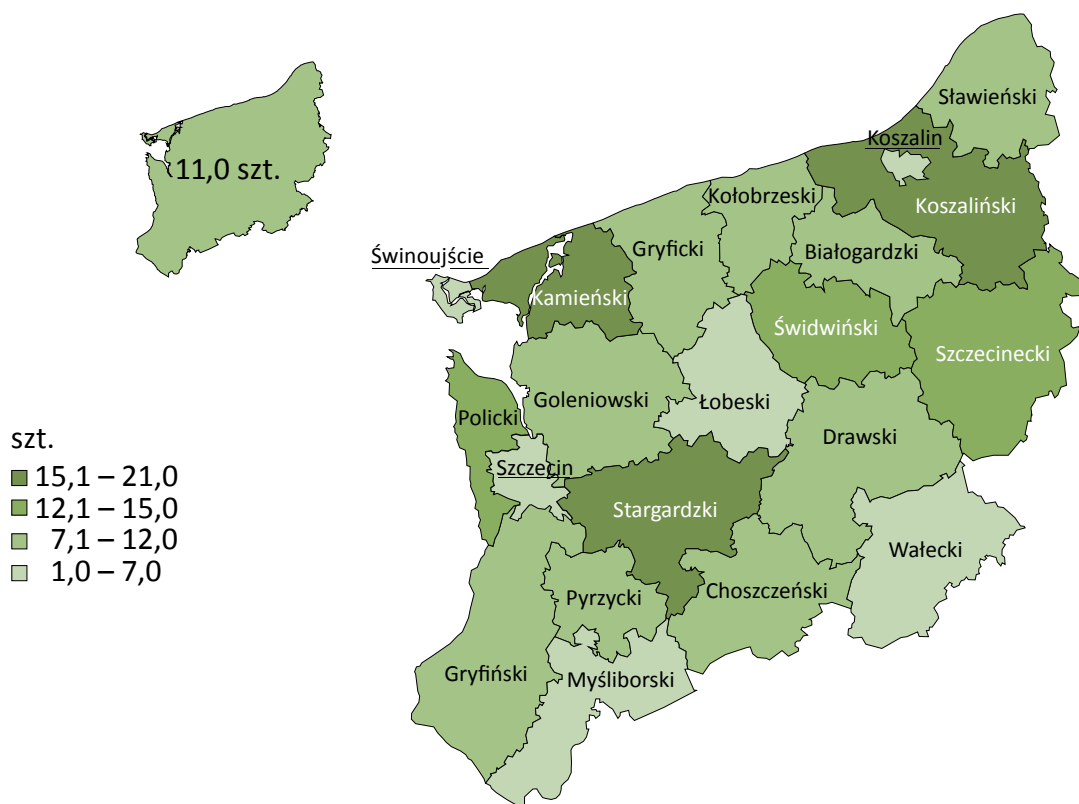 Sławieński
Koszalin
11,0 szt.
Kołobrzeski
Koszaliński
Gryficki
Białogardzki
Świnoujście
Kamieński
Świdwiński
Szczecinecki
Goleniowski
Łobeski
Policki
Drawski
szt.
Szczecin
15,1 – 21,0
12,1 – 15,0
7,1 – 12,0
1,0 – 7,0
Stargardzki
Wałecki
Pyrzycki
Choszczeński
Gryfiński
Myśliborski